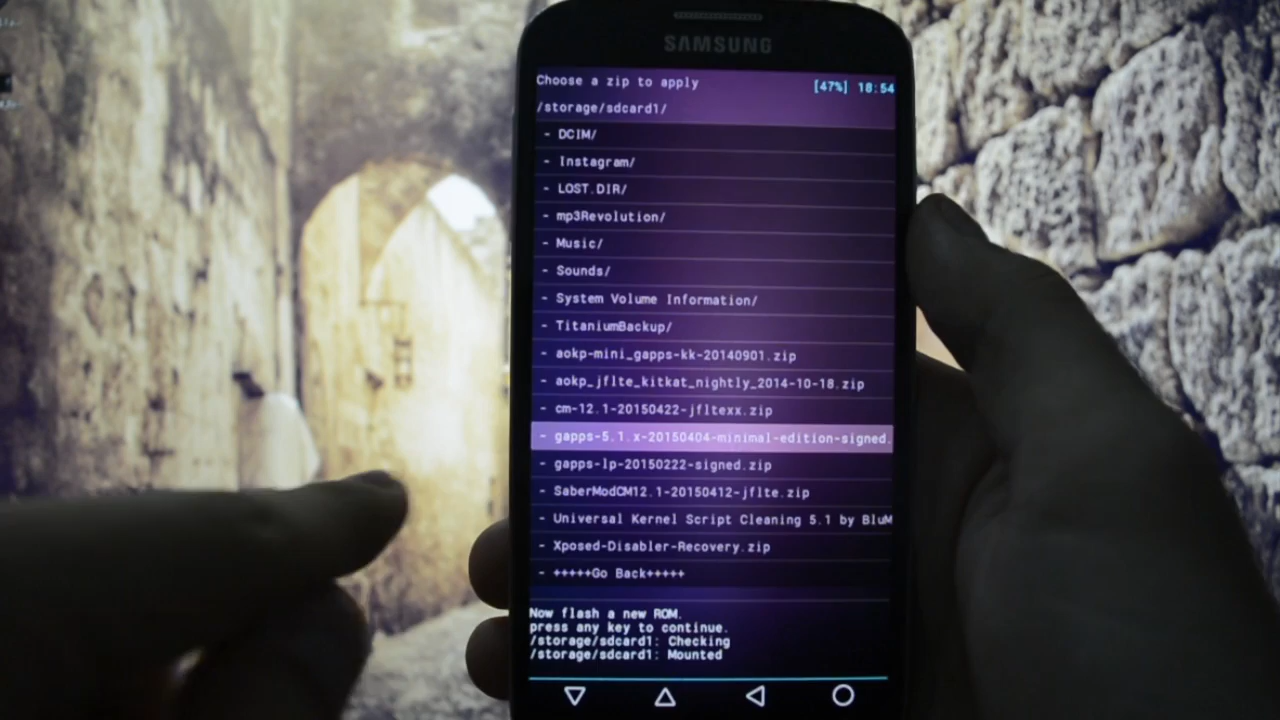 SAMSUNG
Choose a zip to apply
[47%] 18:54
/storage/sdcard1/
- DCIM/
- Instagram/
- LOST.DIR/
- mp3Revolution/
- Music/
- Sounds/
- System Volume Information/
- TitaniumBackup/
- aokp-mini_gapps-kk-20140901.zip
- aokp_jflte_kitkat_nightly_2014-10-18.zip
- cm-12.1-20150422-jfltexx.zip
- gapps-5.1.x-20150404-minimal-edition-signed.
- gapps-lp-20150222-signed.zip
- SaberModCM12.1-20150412-jflte.zip
- Universal Kernel Script Cleaning 5.1 by BluM
- Xposed-Disabler-Recovery.zip
- +++++Go Back+++++
Now flash a new ROM.
press any key to continue.
/storage/sdcard1: Checking
/storage/sdcard1: Mounted